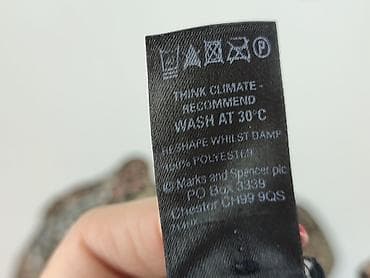 P
THINK CLIMATE -
RECOMMEND
WASH AT 30°C
RESHAPE WHILST DAMP
100% POLYESTER
© Marks and Spencer plc
PO Box 3339
Chester CH99 9QS